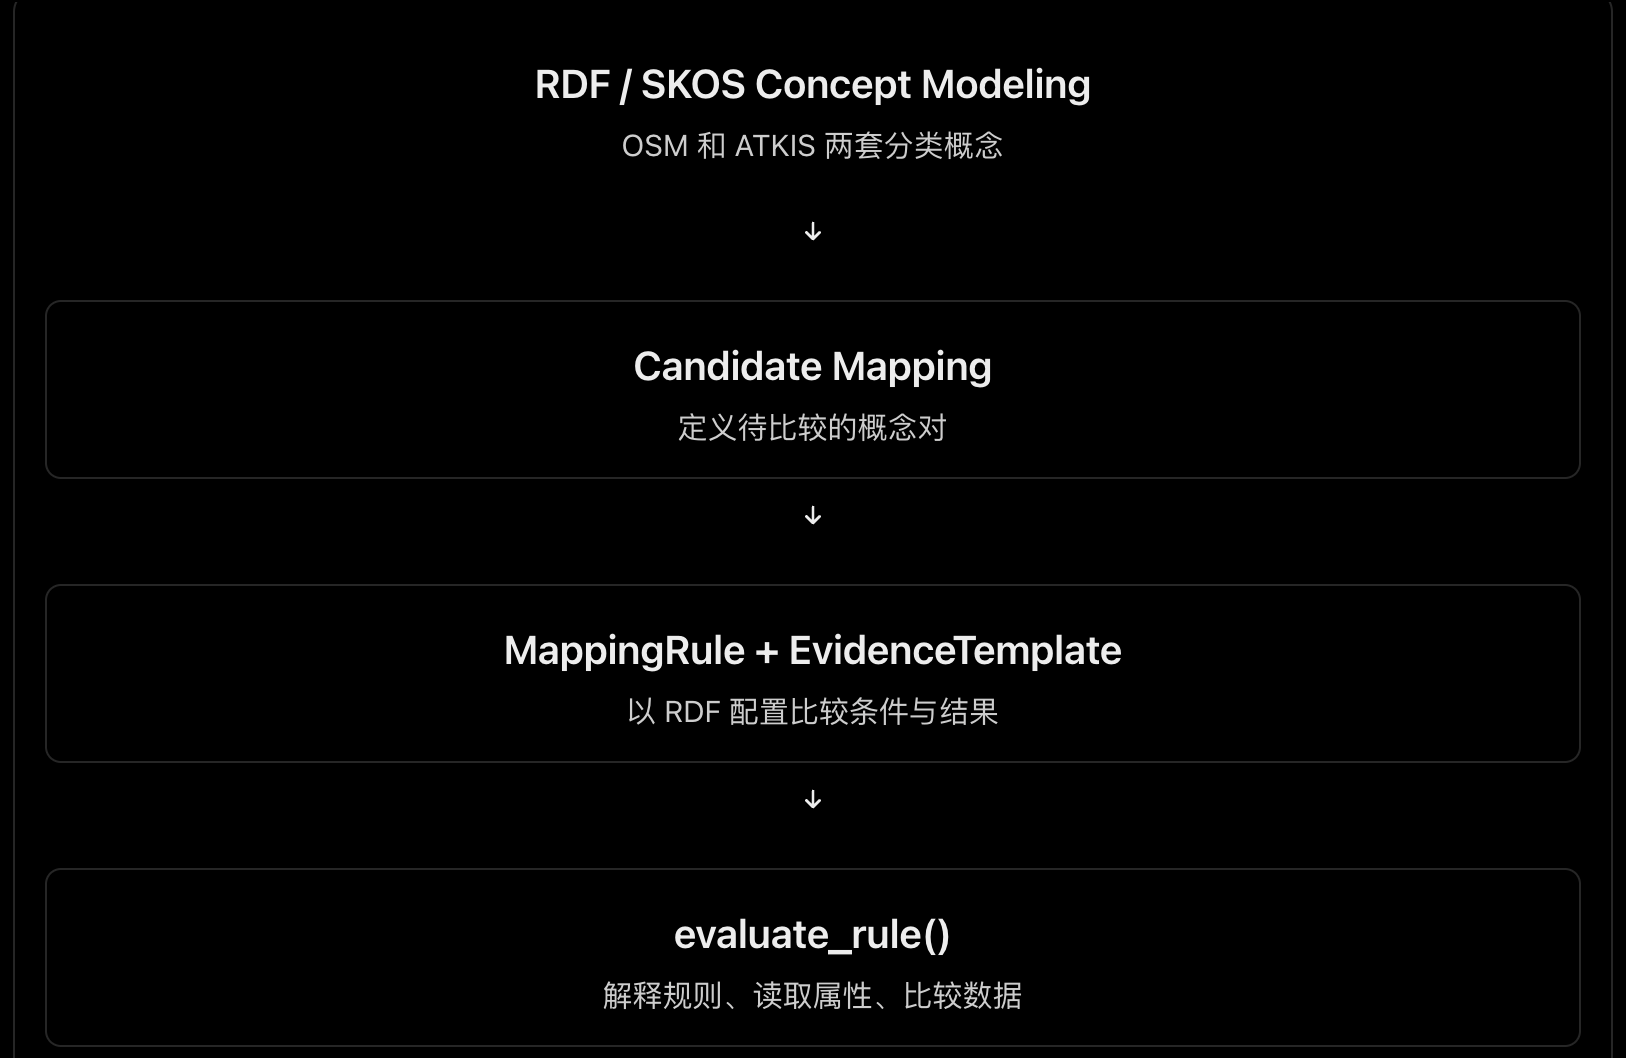 RDF / SKOS Concept Modeling
OSM 和 ATKIS 两套分类概念
↓
Candidate Mapping
定义待比较的概念对
↓
MappingRule + EvidenceTemplate
以 RDF 配置比较条件与结果
↓
evaluate_rule()
解释规则、读取属性、比较数据